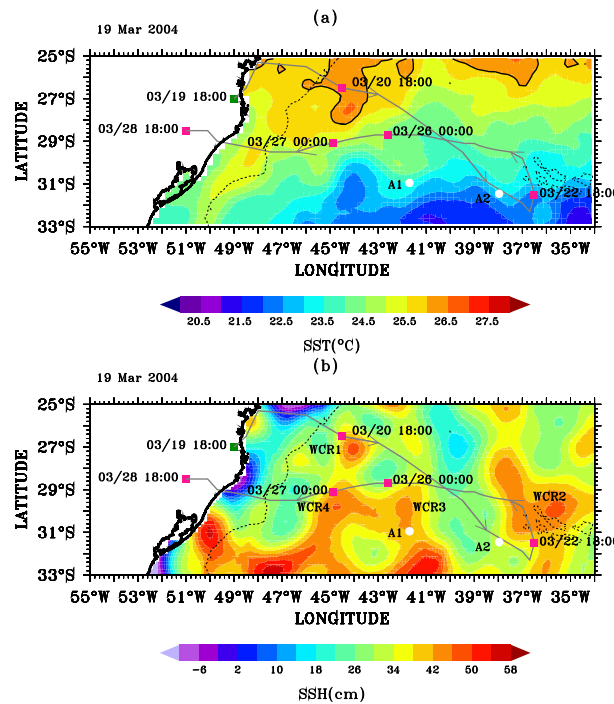 (a)
19 Mar 2004
25°S
27°S
29°S
31°S
33°S
LATITUDE
03/20 18:00
03/19 18:00
03/28 18:00
03/27 00:00
03/26 00:00
A1
A2
03/22 18:00
55°W 53°W 51°W 49°W 47°W 45°W 43°W 41°W 39°W 37°W 35°W
LONGITUDE
20.5 21.5 22.5 23.5 24.5 25.5 26.5 27.5
SST(°C)
(b)
19 Mar 2004
25°S
27°S
29°S
31°S
33°S
LATITUDE
03/20 18:00
03/19 18:00
WCR1
03/28 18:00
03/26 00:00
03/27 00:00
WCR2
WCR4
WCR3
A1
A2
03/22 18:00
55°W 53°W 51°W 49°W 47°W 45°W 43°W 41°W 39°W 37°W 35°W
LONGITUDE
-6 2 10 18 26 34 42 50 58
SSH(cm)